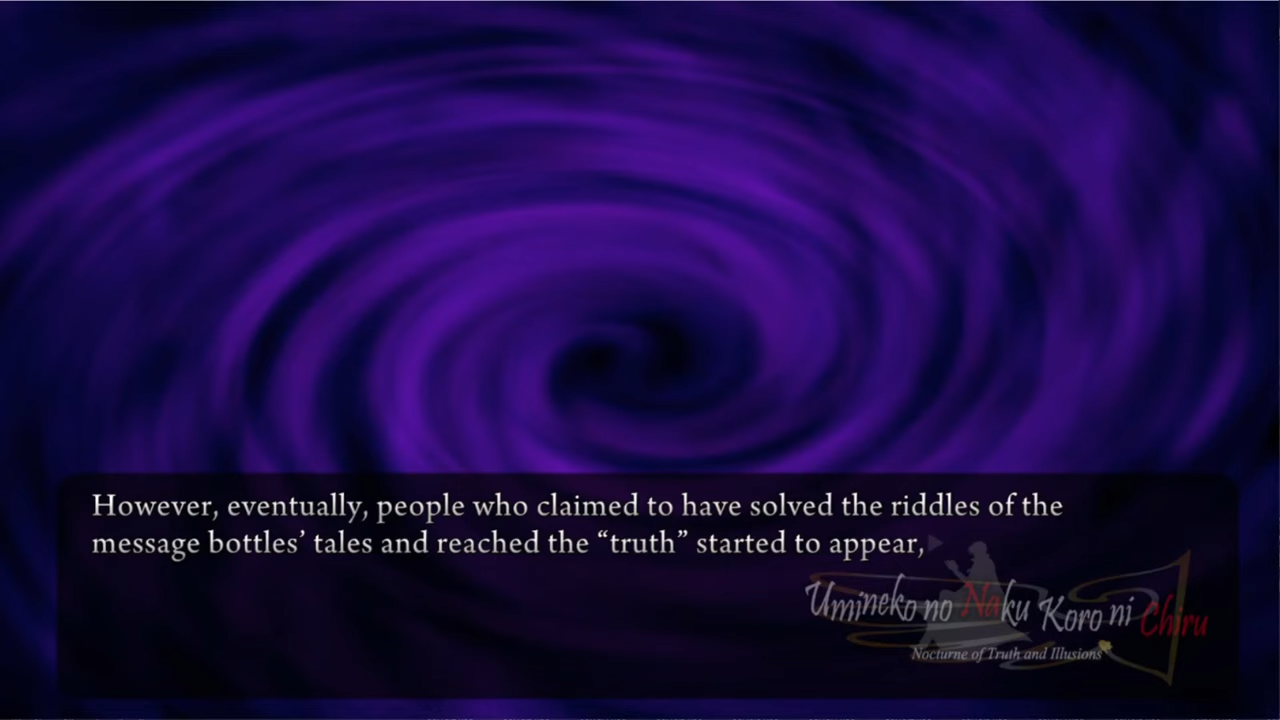 However, eventually, people who claimed to have solved the riddles of the
message bottles’ tales and reached the “truth” started to appear,
Umineko no Naku Koro ni Chiru
Nocturne of Truth and Illusions